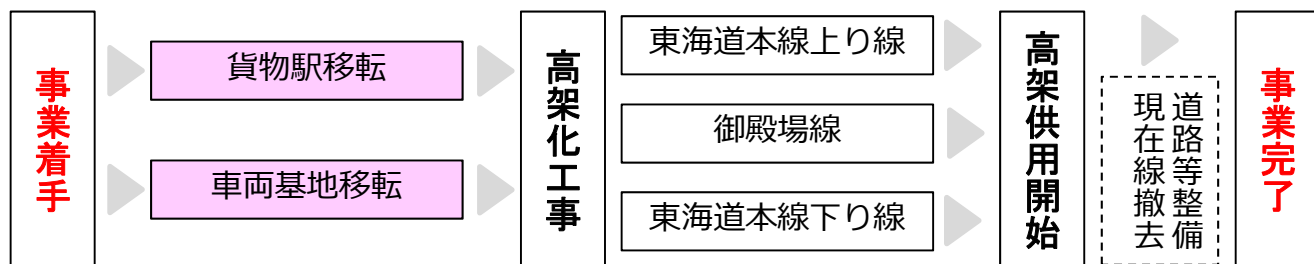 事業着手
貨物駅移転
車両基地移転
高架化工事
東海道本線上り線
御殿場線
東海道本線下り線
高架供用開始
道路等整備
現在線撤去
事業完了